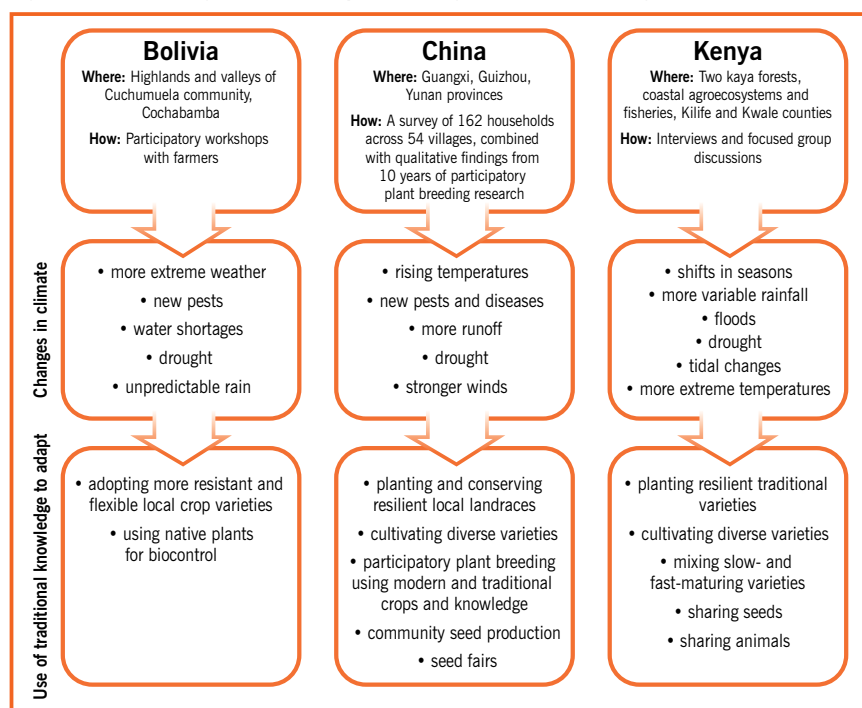 Bolivia
Where: Highlands and valleys of
Cuchumuela community,
Cochabamba
How: Participatory workshops
with farmers
China
Where: Guangxi, Guizhou,
Yunan provinces
How: A survey of 162 households
across 54 villages, combined
with qualitative findings from
10 years of participatory
plant breeding research
Kenya
Where: Two kaya forests,
coastal agroecosystems and
fisheries, Kilife and Kwale counties
How: Interviews and focused group
discussions
Changes in climate
• more extreme weather
• new pests
• water shortages
• drought
• unpredictable rain
• rising temperatures
• new pests and diseases
• more runoff
• drought
• stronger winds
• shifts in seasons
• more variable rainfall
• floods
• drought
• tidal changes
• more extreme temperatures
Use of traditional knowledge to adapt
• adopting more resistant and
flexible local crop varieties
• using native plants
for biocontrol
• planting and conserving
resilient local landraces
• cultivating diverse varieties
• participatory plant breeding
using modern and traditional
crops and knowledge
• community seed production
• seed fairs
• planting resilient traditional
varieties
• cultivating diverse varieties
• mixing slow- and
fast-maturing varieties
• sharing seeds
• sharing animals